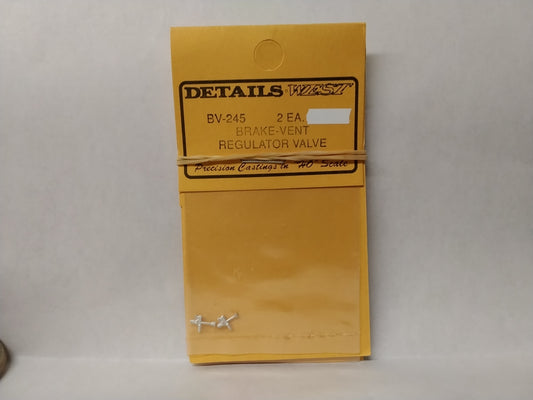 DETAILS WEST
BV-245 2 EA.
BRAKE-VENT
REGULATOR VALVE
Precision Castings In "HO" Scale